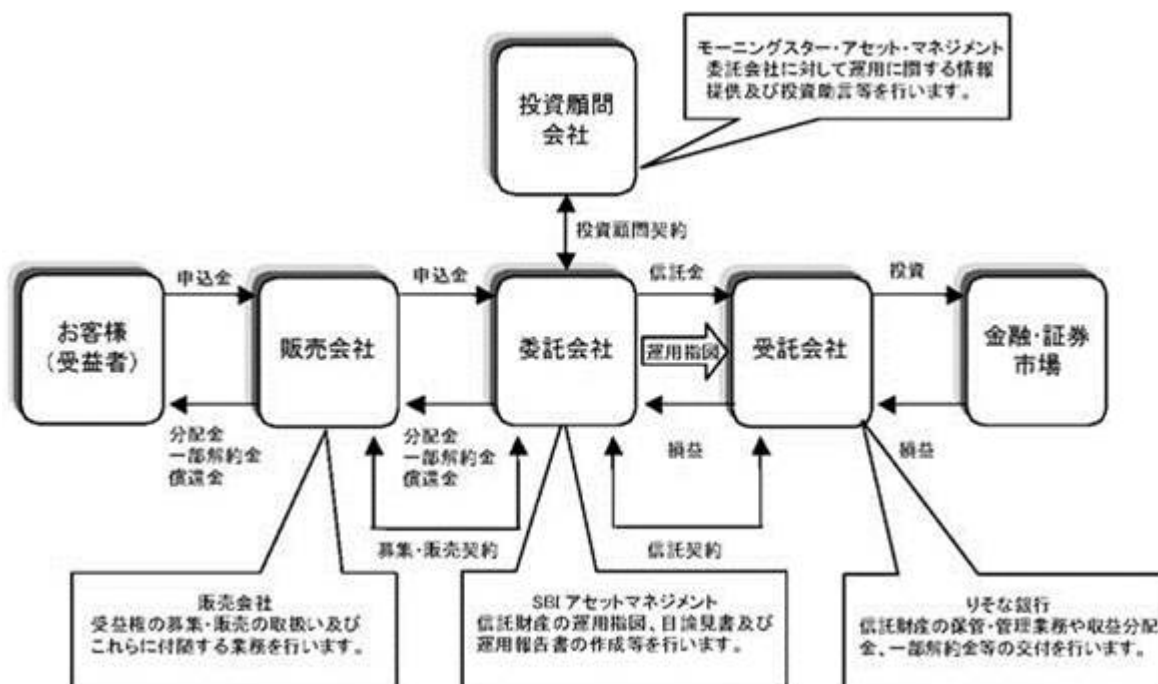 モーニングスター・アセット・マネジメント
委託会社に対して運用に関する情報
提供及び投資助言等を行います。
投資顧問
会社
投資顧問契約
申込金
申込金
信託金
投資
お客様
（受益者）
販売会社
委託会社
運用指図
受託会社
金融・証券
市場
分配金
一部解約金
償還金
分配金
一部解約金
償還金
損益
損益
募集・販売契約
信託契約
販売会社
受益権の募集・販売の取扱い及び
これらに付随する業務を行います。
SBI アセットマネジメント
信託財産の運用指図、目論見書及び
運用報告書の作成等を行います。
りそな銀行
信託財産の保管・管理業務や収益分配
金、一部解約金等の交付を行います。